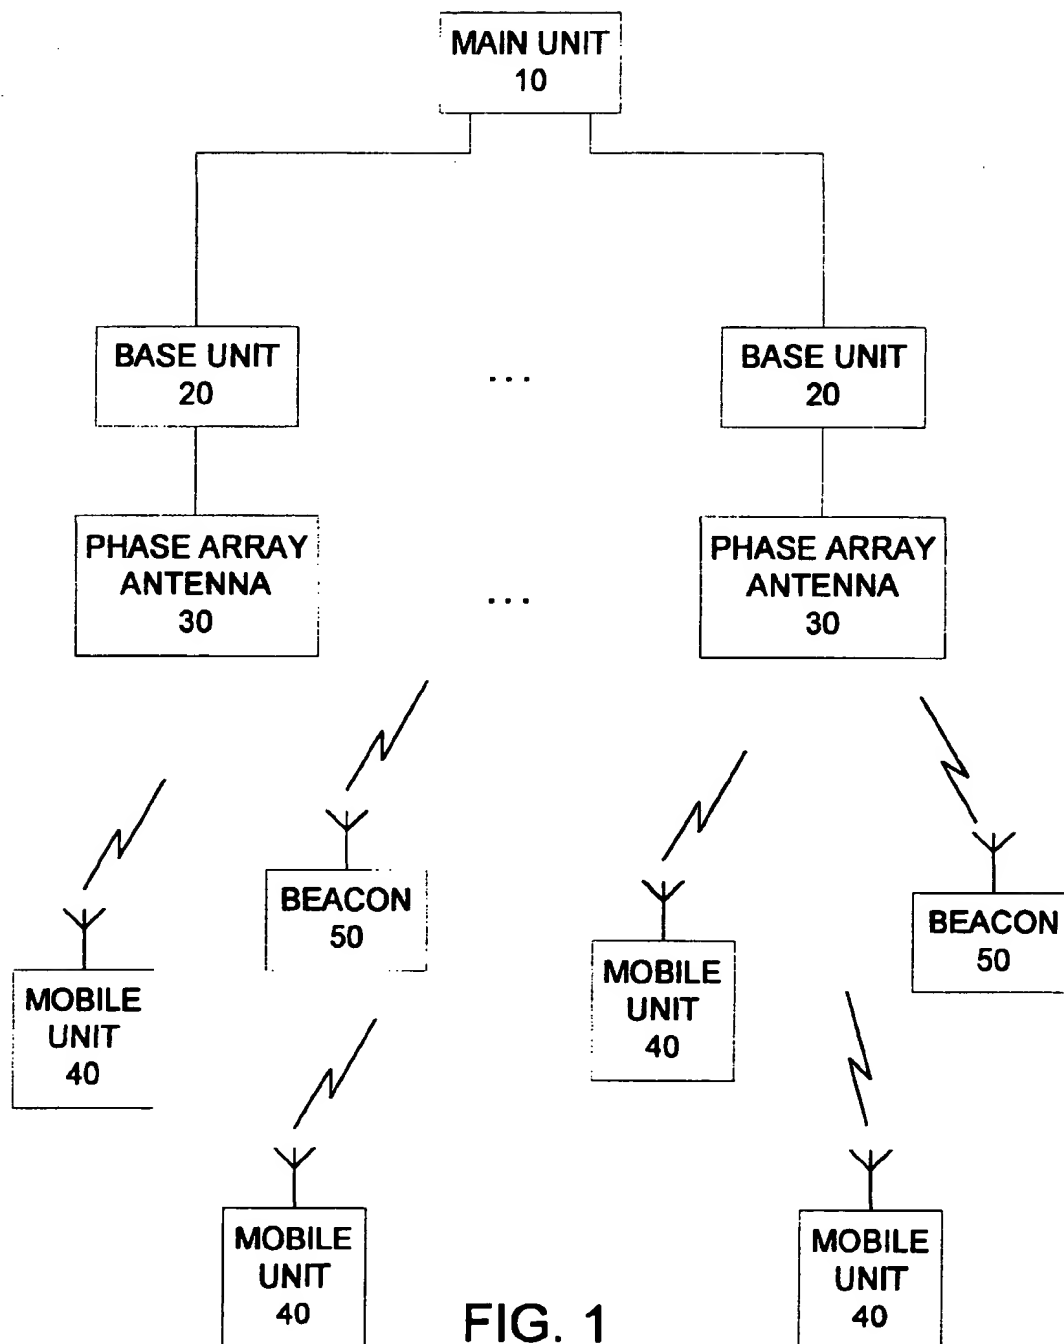 MAIN UNIT
10
BASE UNIT
20
...
BASE UNIT
20
PHASE ARRAY
ANTENNA
30
...
PHASE ARRAY
ANTENNA
30
BEACON
50
BEACON
50
MOBILE
UNIT
40
MOBILE
UNIT
40
MOBILE
UNIT
40
MOBILE
UNIT
40
FIG. 1